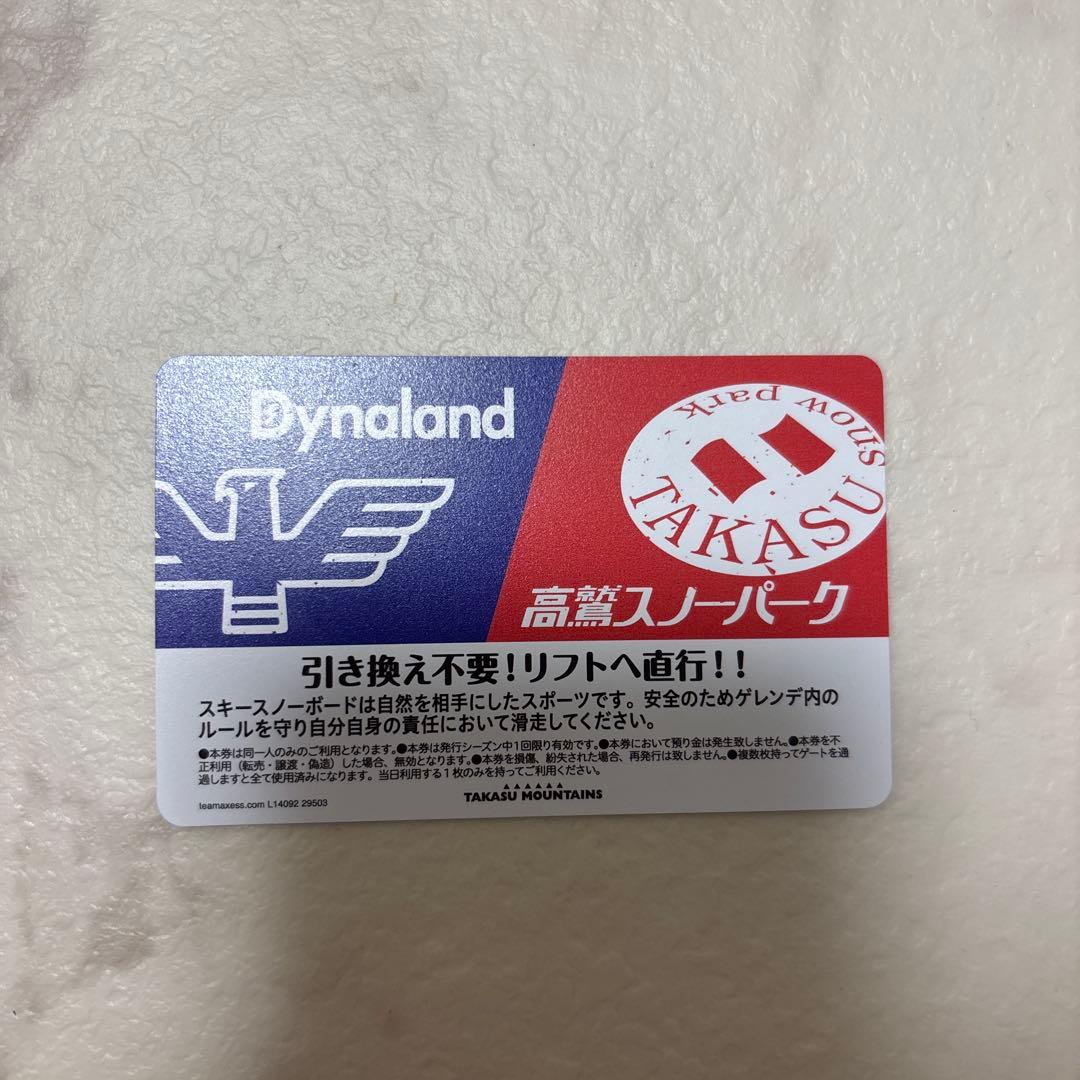 Dynaland
TAKASU
snow park
高鷲スノーパーク
引き換え不要！リフトへ直行！！
スキースノーボードは自然を相手にしたスポーツです。安全のためゲレンデ内の
ルールを守り自分自身の責任において滑走してください。
●本券は同一人のみのご利用となります。●本券は発行シーズン中1回限り有効です。●本券において預り金は発生致しません。●本券を不
正利用（転売・譲渡・偽造）した場合、無効となります。●本券を損傷、紛失された場合、再発行は致しません。●複数枚持ってゲートを通
過しますと全て使用済みになります。当日利用する1枚のみを持ってご利用ください。
teamaxess.com L14092 29503
TAKASU MOUNTAINS